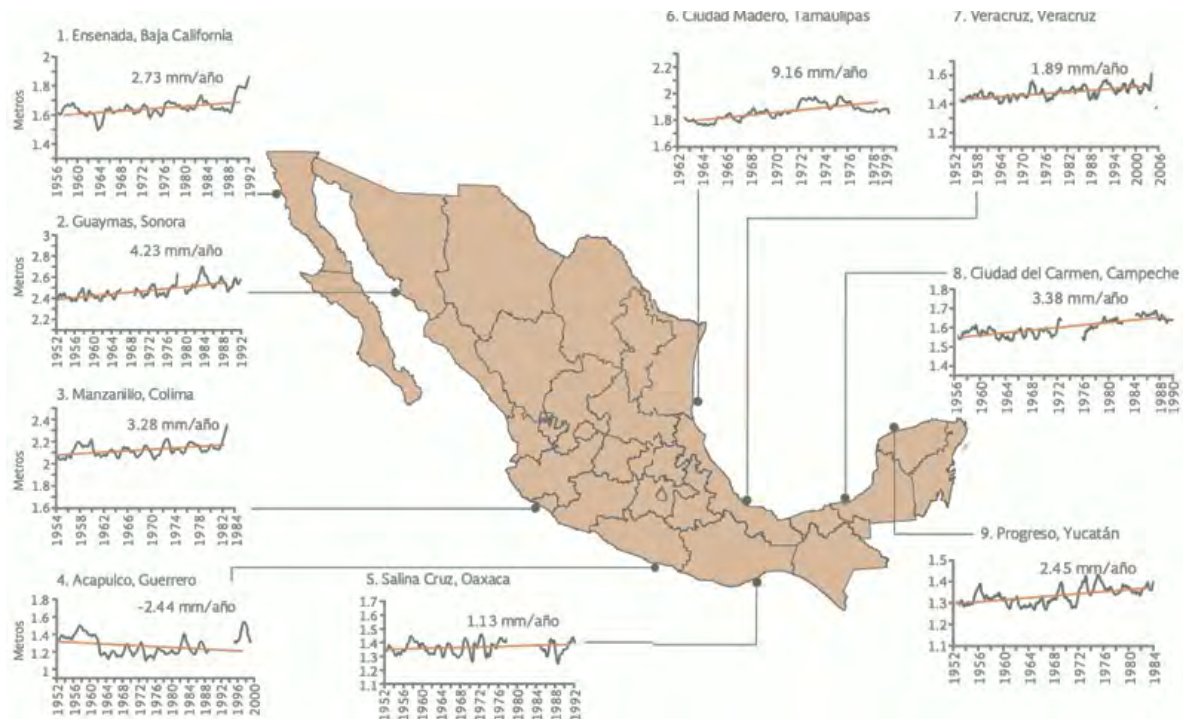 1. Ensenada, Baja California
2.73 mm/año
Metros
2
1.8
1.6
1.4
1956 1960 1964 1968 1972 1976 1980 1984 1988 1992
2. Guaymas, Sonora
4.23 mm/año
Metros
3
2.8
2.6
2.4
2.2
1952 1956 1960 1964 1968 1972 1976 1980 1984 1988 1992
3. Manzanillo, Colima
3.28 mm/año
Metros
2.4
2.2
2
1.8
1.6
1954 1958 1962 1966 1970 1974 1978 1982 1984
4. Acapulco, Guerrero
-2.44 mm/año
Metros
1.8
1.6
1.4
1.2
1
1952 1956 1960 1964 1968 1972 1976 1980 1984 1988 1992 1996 2000
5. Salina Cruz, Oaxaca
1.13 mm/año
1.7
1.6
1.5
1.4
1.3
1.2
1.1
1952 1956 1960 1964 1968 1972 1976 1980 1984 1988 1992
6. Ciudad Madero, Tamaulipas
9.16 mm/año
2.2
2
1.8
1.6
1962 1964 1966 1968 1970 1972 1974 1976 1978 1979
7. Veracruz, Veracruz
1.89 mm/año
1.6
1.4
1.2
1952 1958 1964 1970 1976 1982 1988 1994 2000 2006
8. Ciudad del Carmen, Campeche
3.38 mm/año
1.8
1.7
1.6
1.5
1.4
1956 1960 1964 1968 1972 1976 1980 1984 1988 1990
9. Progreso, Yucatán
2.45 mm/año
1.5
1.4
1.3
1.2
1.1
1952 1956 1960 1964 1968 1972 1976 1980 1984